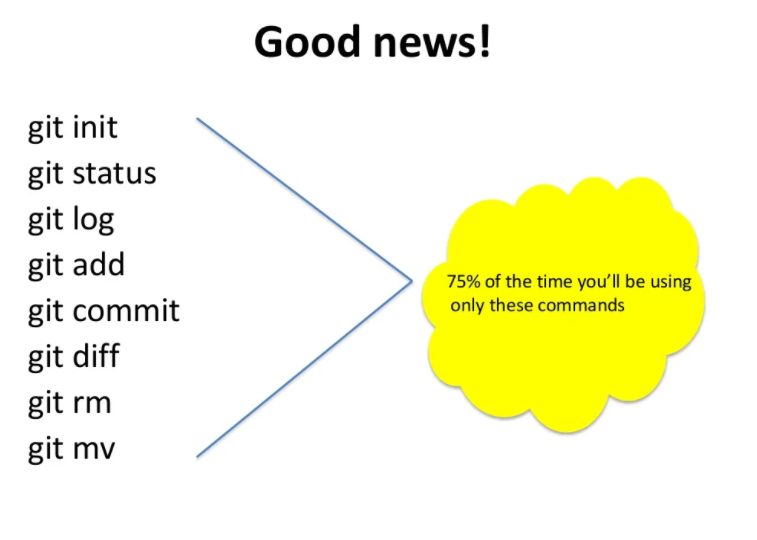 Good news!
git init
git status
git log
git add
git commit
git diff
git rm
git mv
75% of the time you’ll be using
only these commands